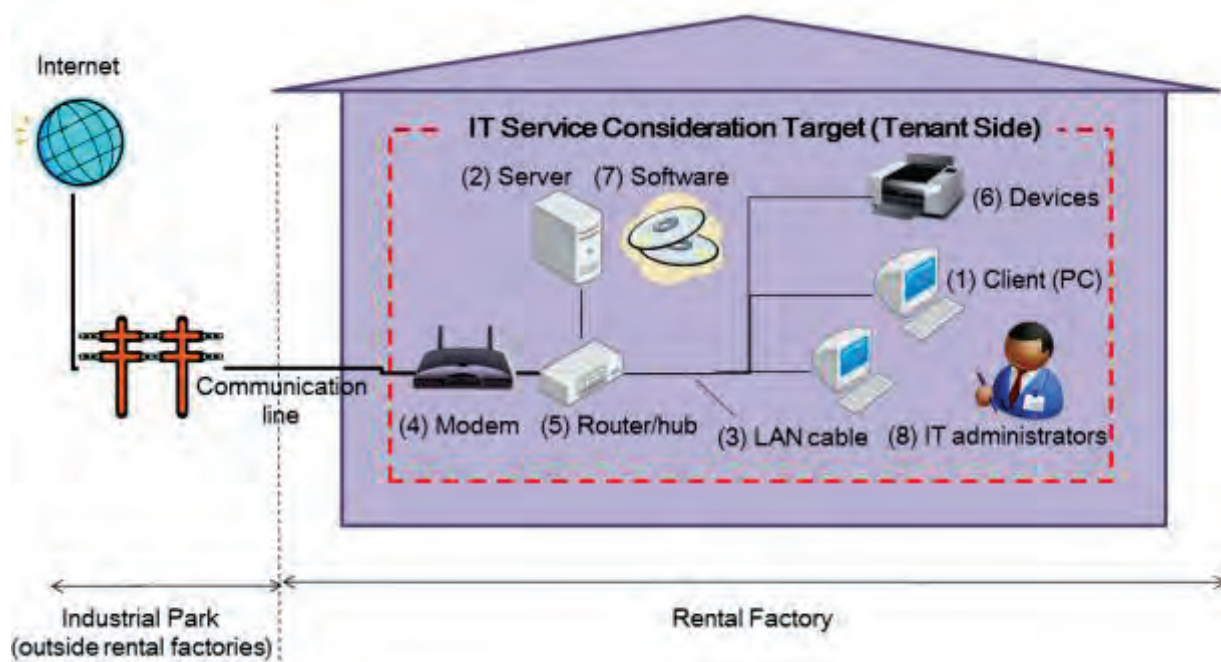 Internet
IT Service Consideration Target (Tenant Side)
(2) Server
(7) Software
(6) Devices
(1) Client (PC)
Communication
line
(4) Modem
(5) Router/hub
(3) LAN cable
(8) IT administrators
Industrial Park
(outside rental factories)
Rental Factory